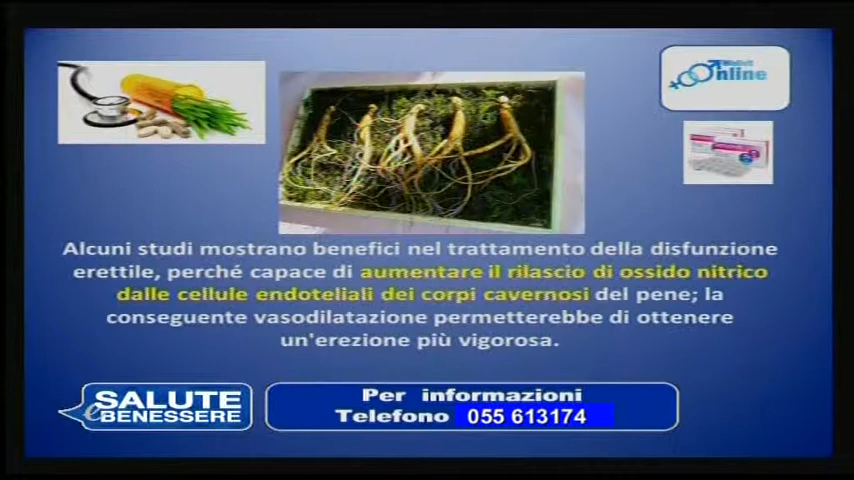 Online
Alcuni studi mostrano benefici nel trattamento della disfunzione
erettile, perché capace di aumentare il rilascio di ossido nitrico
dalle cellule endoteliali dei corpi cavernosi del pene; la
conseguente vasodilatazione permetterebbe di ottenere
un'erezione più vigorosa.
SALUTE
e BENESSERE
Per informazioni
Telefono 055 613174